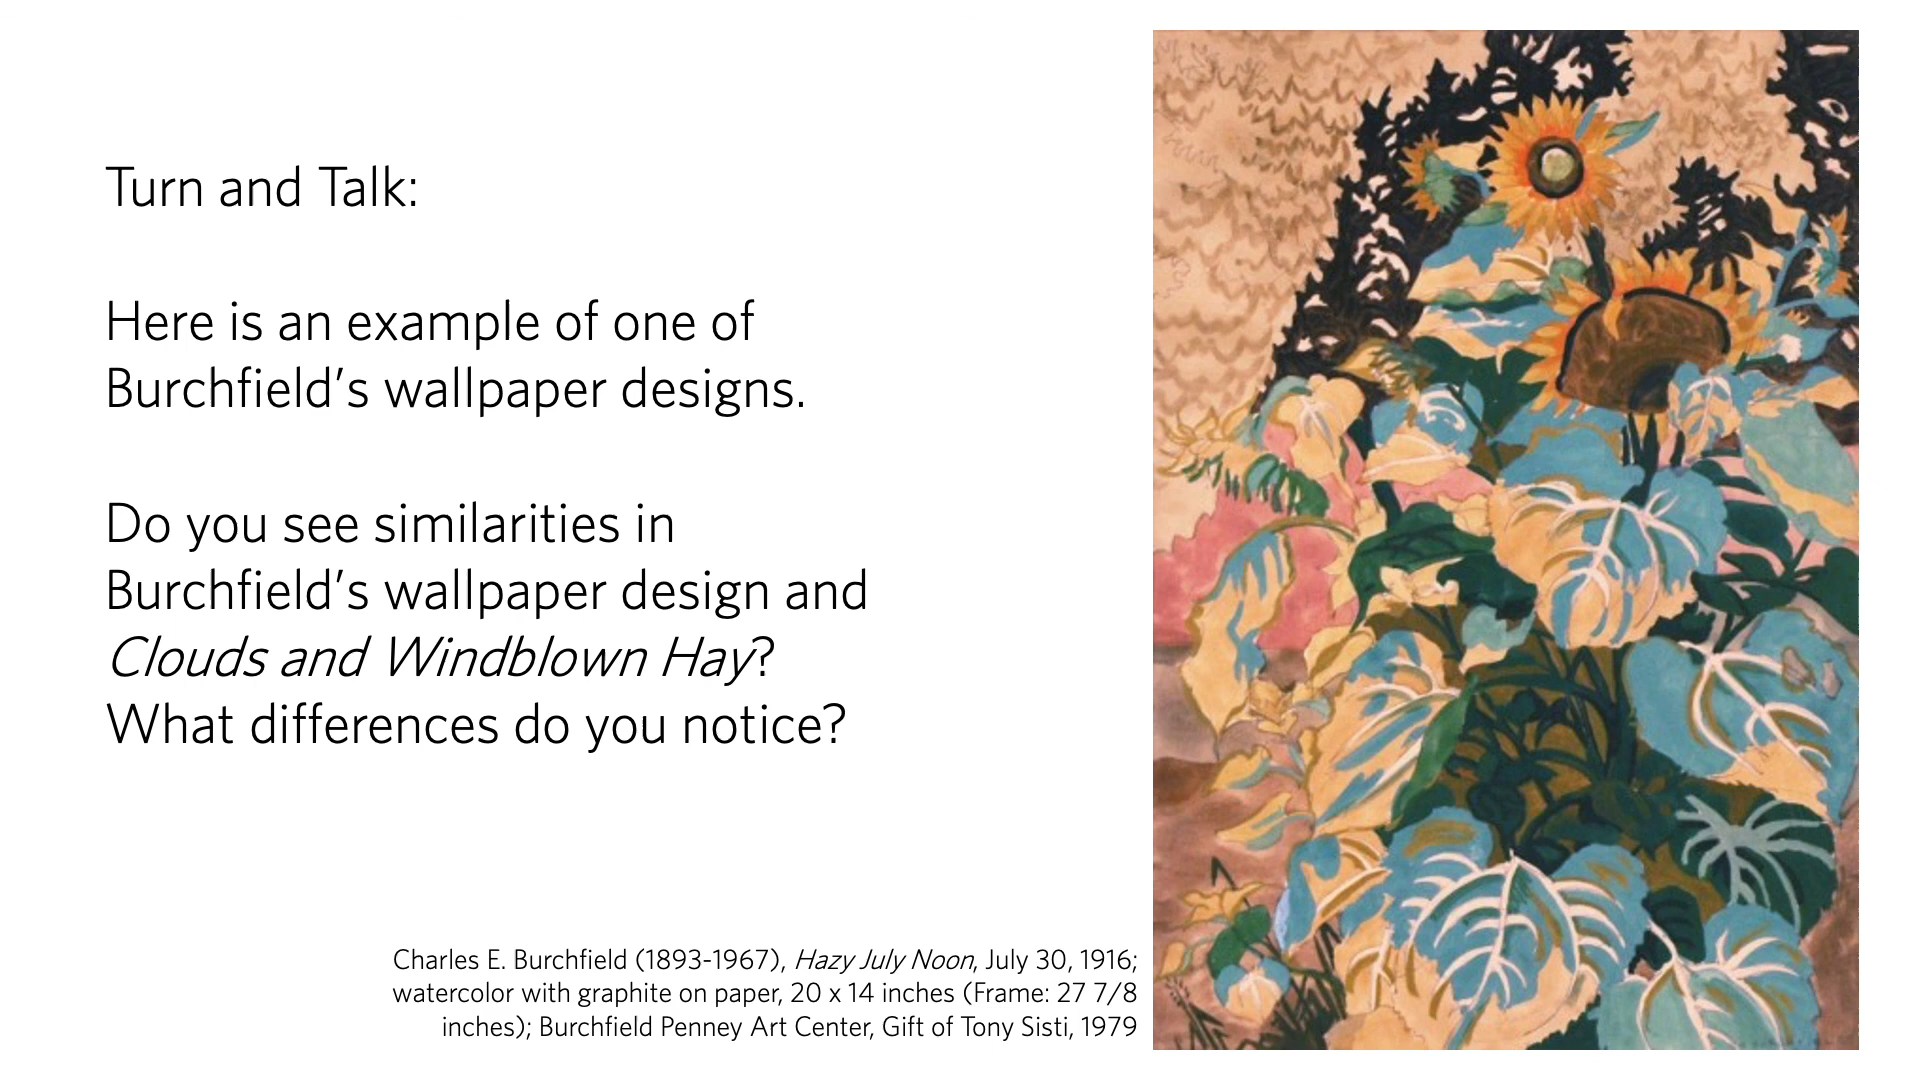 Turn and Talk:
Here is an example of one of
Burchfield’s wallpaper designs.
Do you see similarities in
Burchfield’s wallpaper design and
Clouds and Windblown Hay?
What differences do you notice?
Charles E. Burchfield (1893-1967), Hazy July Noon, July 30, 1916;
watercolor with graphite on paper, 20 x 14 inches (Frame: 27 7/8
inches); Burchfield Penney Art Center, Gift of Tony Sisti, 1979